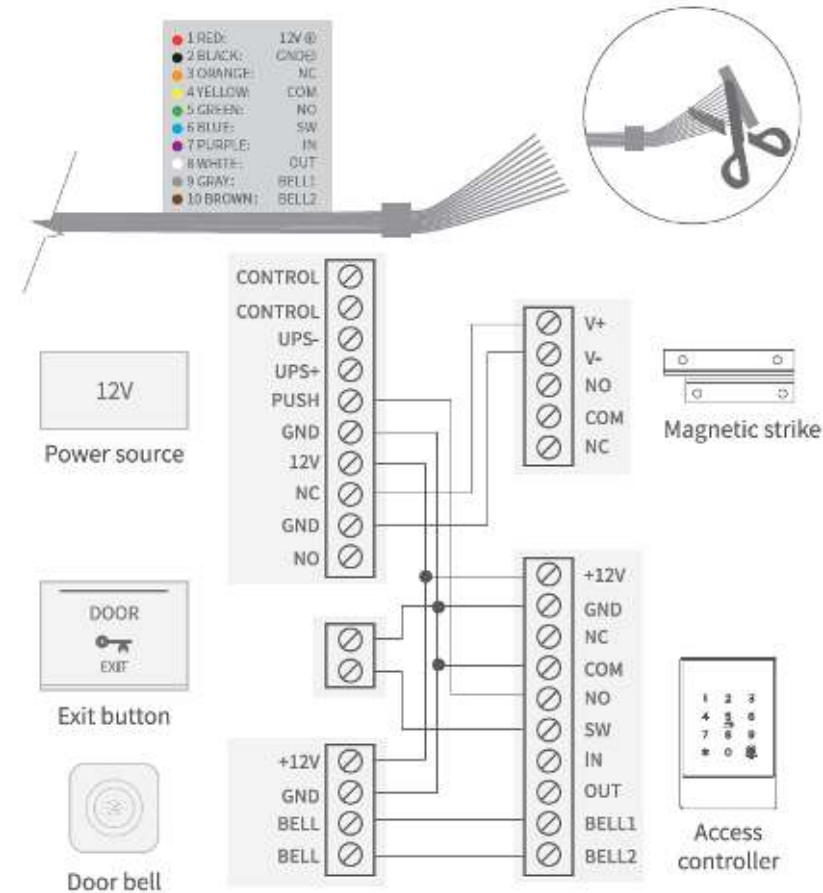 1 RED: 12V ⊕
2 BLACK: GND⊖
3 ORANGE: NC
4 YELLOW: COM
5 GREEN: NO
6 BLUE: SW
7 PURPLE: IN
8 WHITE: OUT
9 GRAY: BELL1
10 BROWN: BELL2
CONTROL
CONTROL
UPS-
UPS+
PUSH
GND
12V
NC
GND
NO
V+
V-
NO
COM
NC
12V
Power source
Magnetic strike
DOOR
EXIT
Exit button
+12V
GND
NC
COM
NO
SW
IN
OUT
BELL1
BELL2
+12V
GND
BELL
BELL
Door bell
1 2 3
4 5 6
7 8 9
* 0
Access
controller